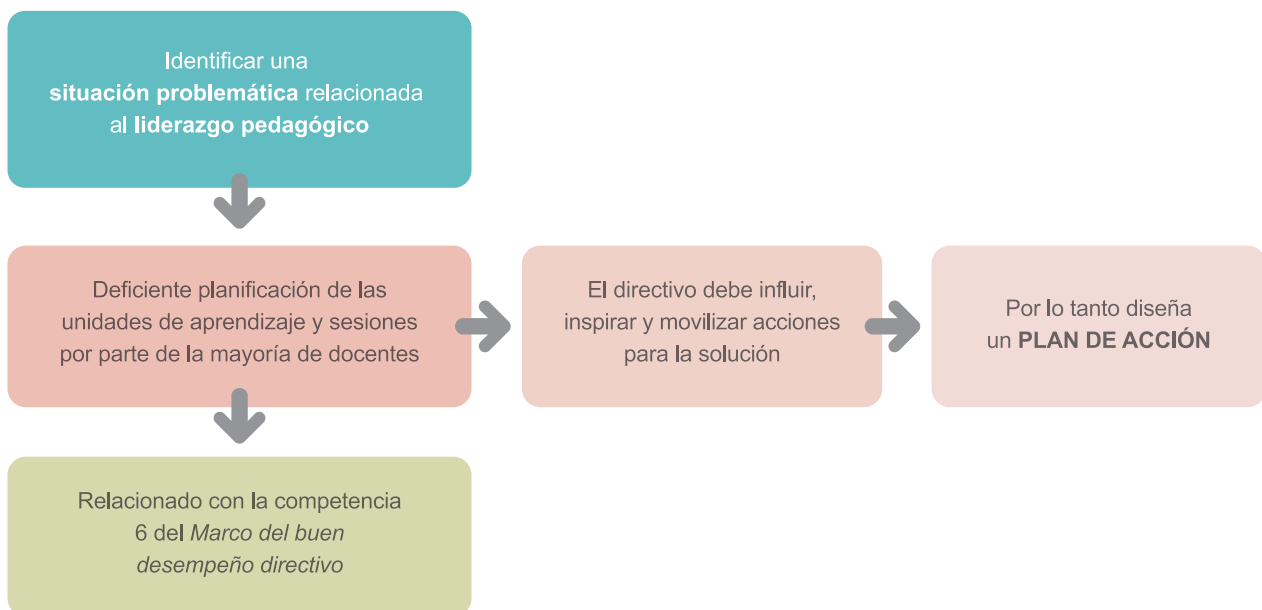 Identificar una
situación problemática relacionada
al liderazgo pedagógico
Deficiente planificación de las
unidades de aprendizaje y sesiones
por parte de la mayoría de docentes
El directivo debe influir,
inspirar y movilizar acciones
para la solución
Por lo tanto diseña
un PLAN DE ACCIÓN
Relacionado con la competencia
6 del Marco del buen
desempeño directivo